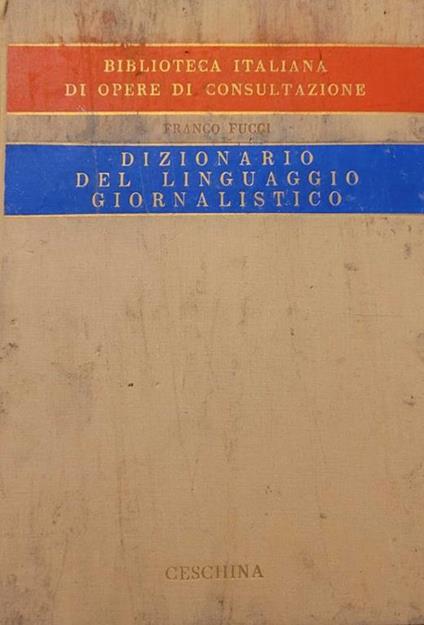 BIBLIOTECA ITALIANA
DI OPERE DI CONSULTAZIONE
FRANCO FUCCI
DIZIONARIO
DEL LINGUAGGIO
GIORNALISTICO
CESCHINA